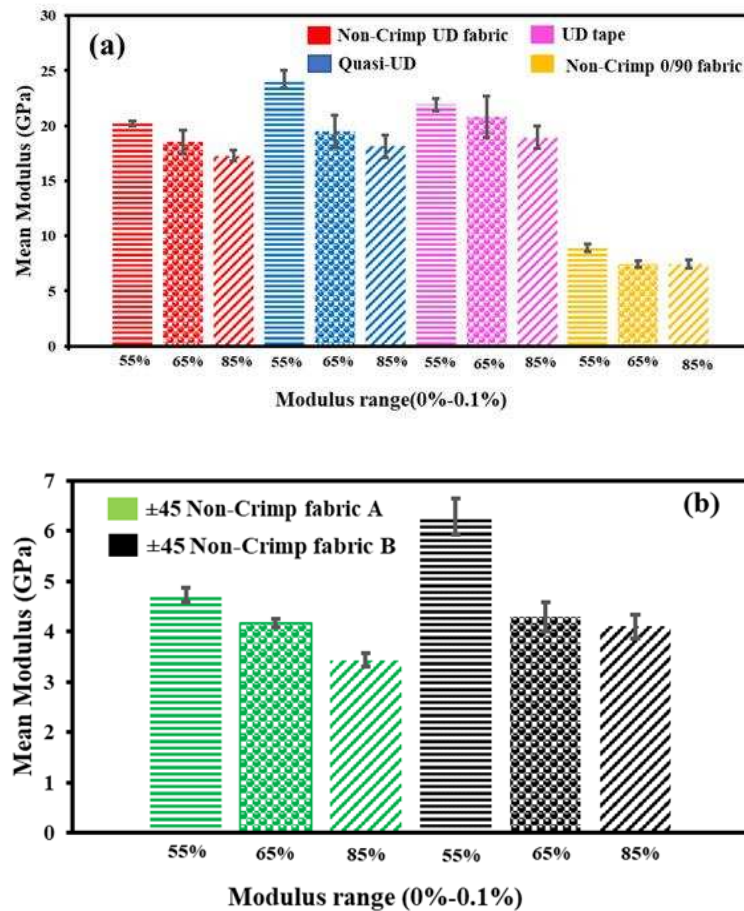 (a)
Non-Crimp UD fabric
UD tape
Quasi-UD
Non-Crimp 0/90 fabric
Mean Modulus (GPa)
30
25
20
15
10
5
0
55% 65% 85% 55% 65% 85% 55% 65% 85% 55% 65% 85%
Modulus range(0%-0.1%)
(b)
±45 Non-Crimp fabric A
±45 Non-Crimp fabric B
Mean Modulus (GPa)
7
6
5
4
3
2
1
0
55% 65% 85% 55% 65% 85%
Modulus range (0%-0.1%)